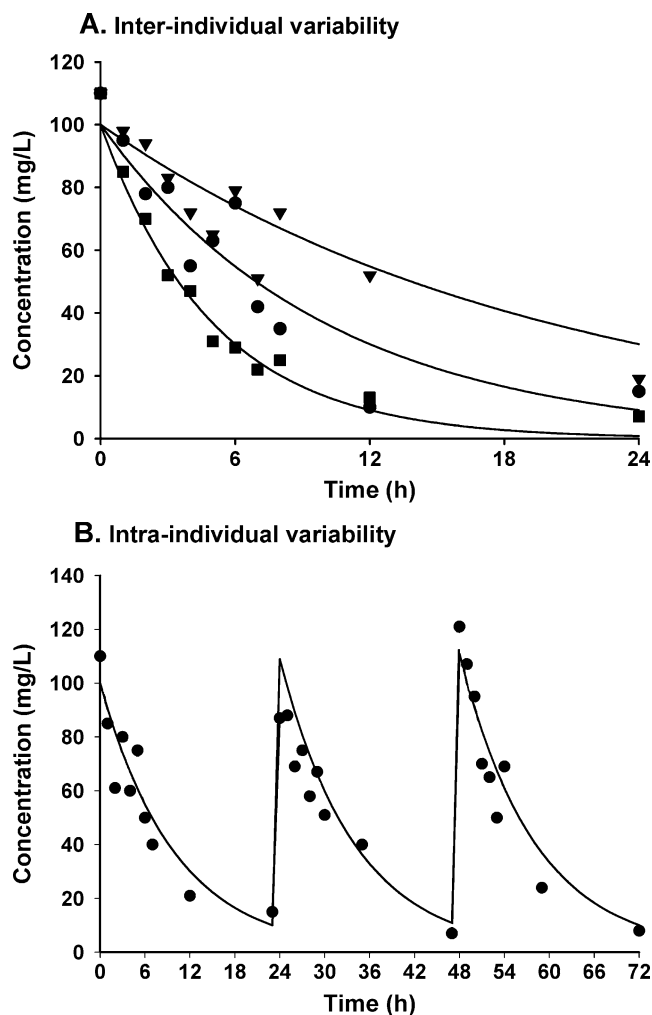 A. Inter-individual variability
120
100
80
60
40
20
0
Concentration (mg/L)
0 6 12 18 24
Time (h)
B. Intra-individual variability
140
120
100
80
60
40
20
0
Concentration (mg/L)
0 6 12 18 24 30 36 42 48 54 60 66 72
Time (h)